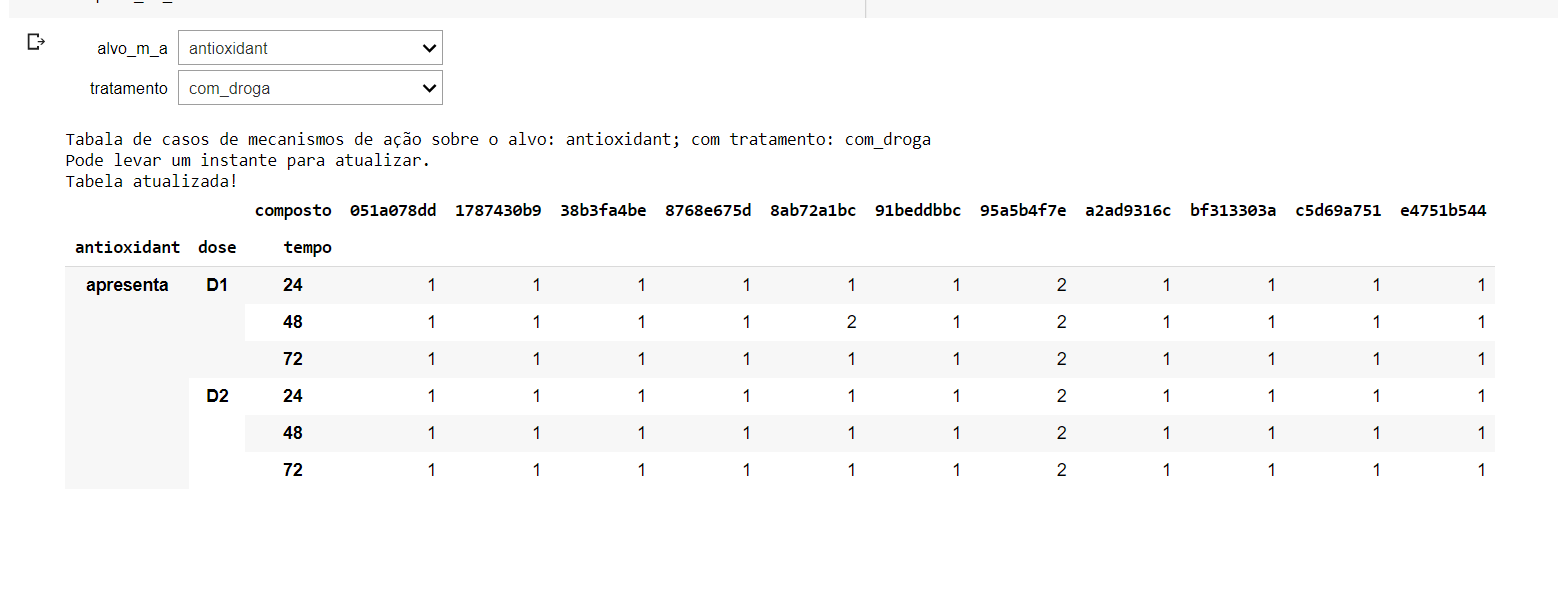 alvo_m_a antioxidant
tratamento com_droga
Tabala de casos de mecanismos de ação sobre o alvo: antioxidant; com tratamento: com_droga
Pode levar um instante para atualizar.
Tabela atualizada!
composto 051a078dd 1787430b9 38b3fa4be 8768e675d 8ab72a1bc 91beddbbc 95a5b4f7e a2ad9316c bf313303a c5d69a751 e4751b544
antioxidant dose tempo
apresenta D1 24 1 1 1 1 1 1 2 1 1 1 1
48 1 1 1 1 2 1 2 1 1 1 1
72 1 1 1 1 1 1 2 1 1 1 1
D2 24 1 1 1 1 1 1 2 1 1 1 1
48 1 1 1 1 1 1 2 1 1 1 1
72 1 1 1 1 1 1 2 1 1 1 1